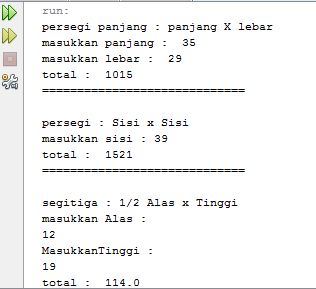 run:
persegi panjang : panjang X lebar
masukkan panjang :  35
masukkan lebar :  29
total :  1015
=============================
persegi : Sisi x Sisi
masukkan sisi : 39
total :  1521
=============================
segitiga : 1/2 Alas x Tinggi
masukkan Alas :
12
MasukkanTinggi :
19
total :  114.0